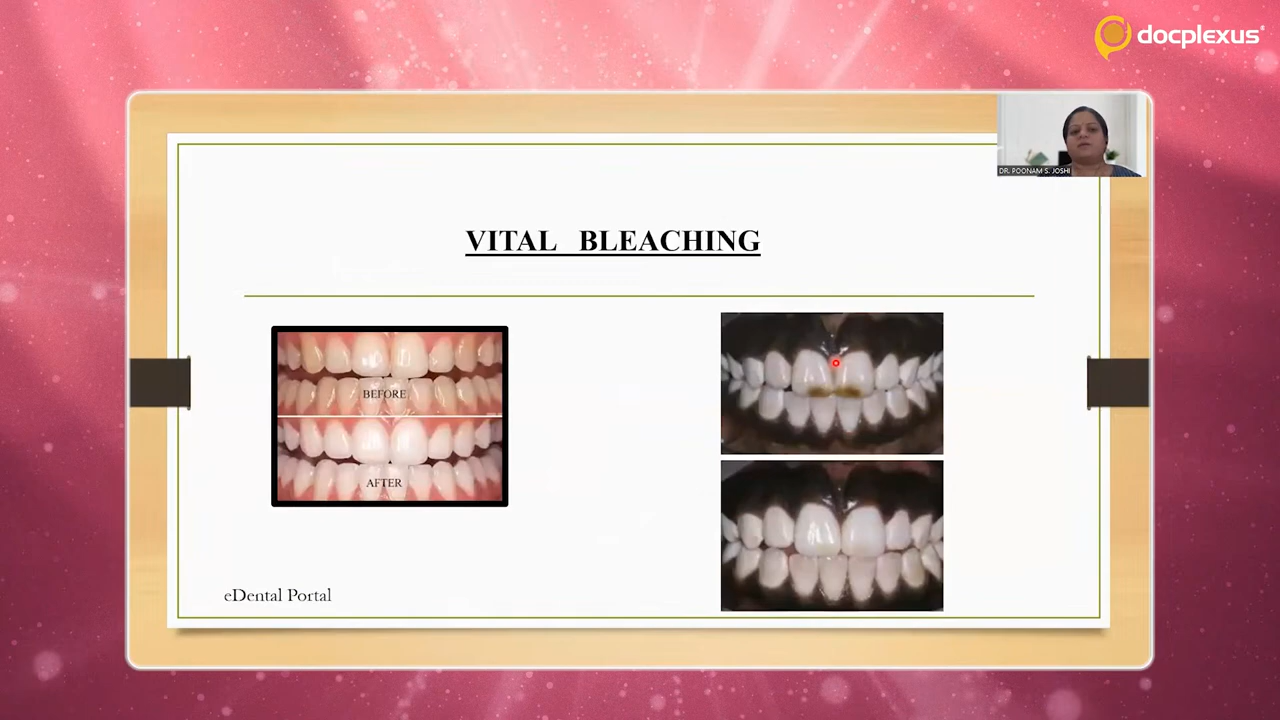 docplexus
DR. POONAM S. JOSHI
VITAL BLEACHING
BEFORE
AFTER
eDental Portal